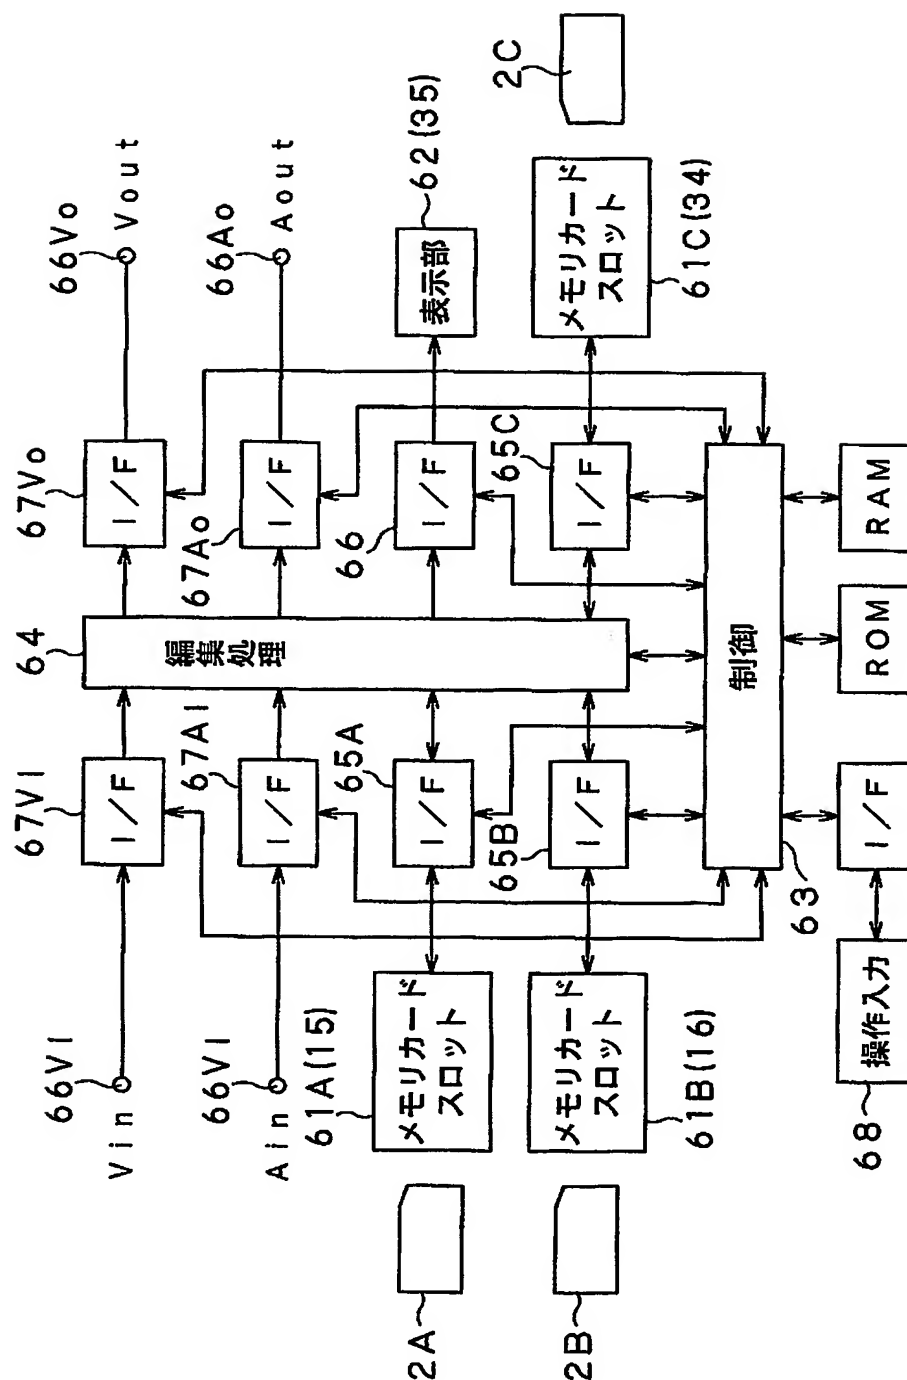 66VI
Vin
67VI
I/F
64
編集
処理
67Vo
I/F
66Vo
Vout
66VI
Ain
67AI
I/F
67Ao
I/F
66Ao
Aout
2A
61A(15)
メモリカード
スロット
65A
I/F
66
I/F
表示部
62(35)
2B
メモリカード
スロット
61B(16)
65B
I/F
65C
I/F
メモリカード
スロット
61C(34)
2C
制御
63
68
操作入力
I/F
ROM
RAM